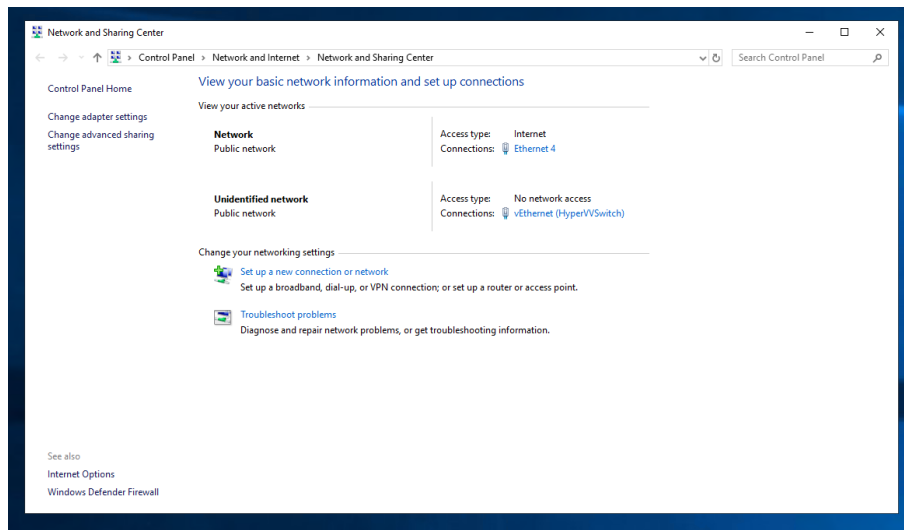 Network and Sharing Center
Control Panel > Network and Internet > Network and Sharing Center
Search Control Panel
Control Panel Home
Change adapter settings
Change advanced sharing
settings
View your basic network information and set up connections
View your active networks
Network
Public network
Access type: Internet
Connections: Ethernet 4
Unidentified network
Public network
Access type: No network access
Connections: vEthernet (HyperVVSwitch)
Change your networking settings
Set up a new connection or network
Set up a broadband, dial-up, or VPN connection; or set up a router or access point.
Troubleshoot problems
Diagnose and repair network problems, or get troubleshooting information.
See also
Internet Options
Windows Defender Firewall